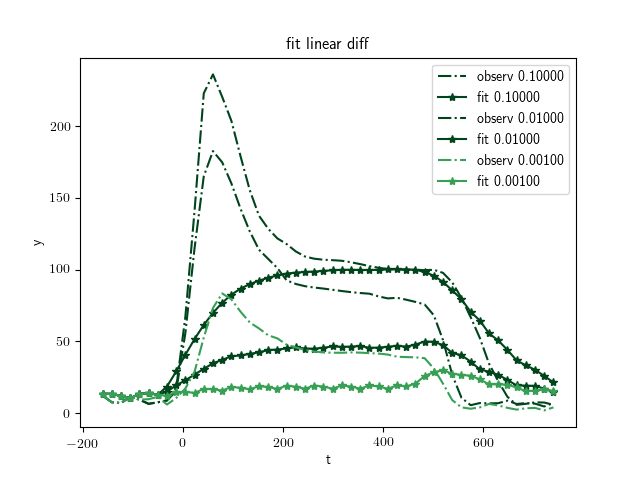 fit linear diff
observ 0.10000
fit 0.10000
observ 0.01000
fit 0.01000
observ 0.00100
fit 0.00100
y
200
150
100
50
0
−200 0 200 400 600
t